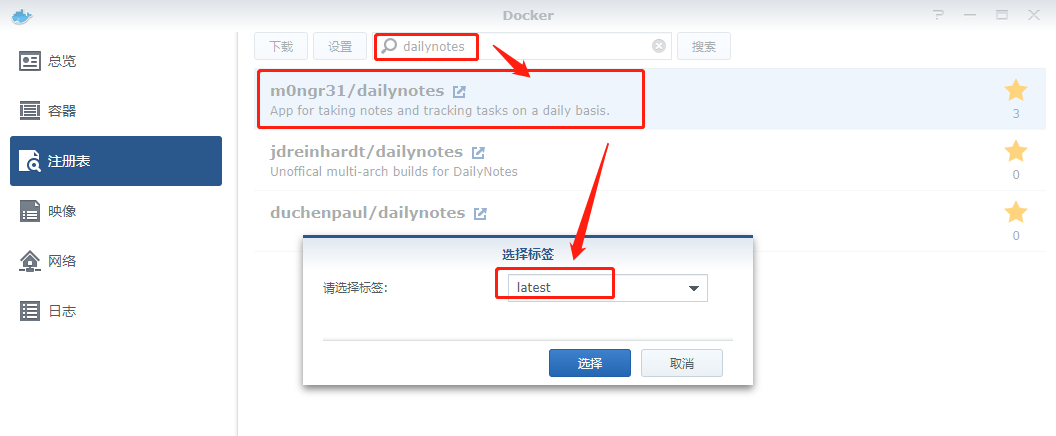 Docker
总览
容器
注册表
映像
网络
日志
下载
设置
dailynotes
搜索
m0ngr31/dailynotes
App for taking notes and tracking tasks on a daily basis.
3
jdreinhardt/dailynotes
Unoffical multi-arch builds for DailyNotes
0
duchenpaul/dailynotes
0
选择标签
请选择标签:
latest
选择
取消